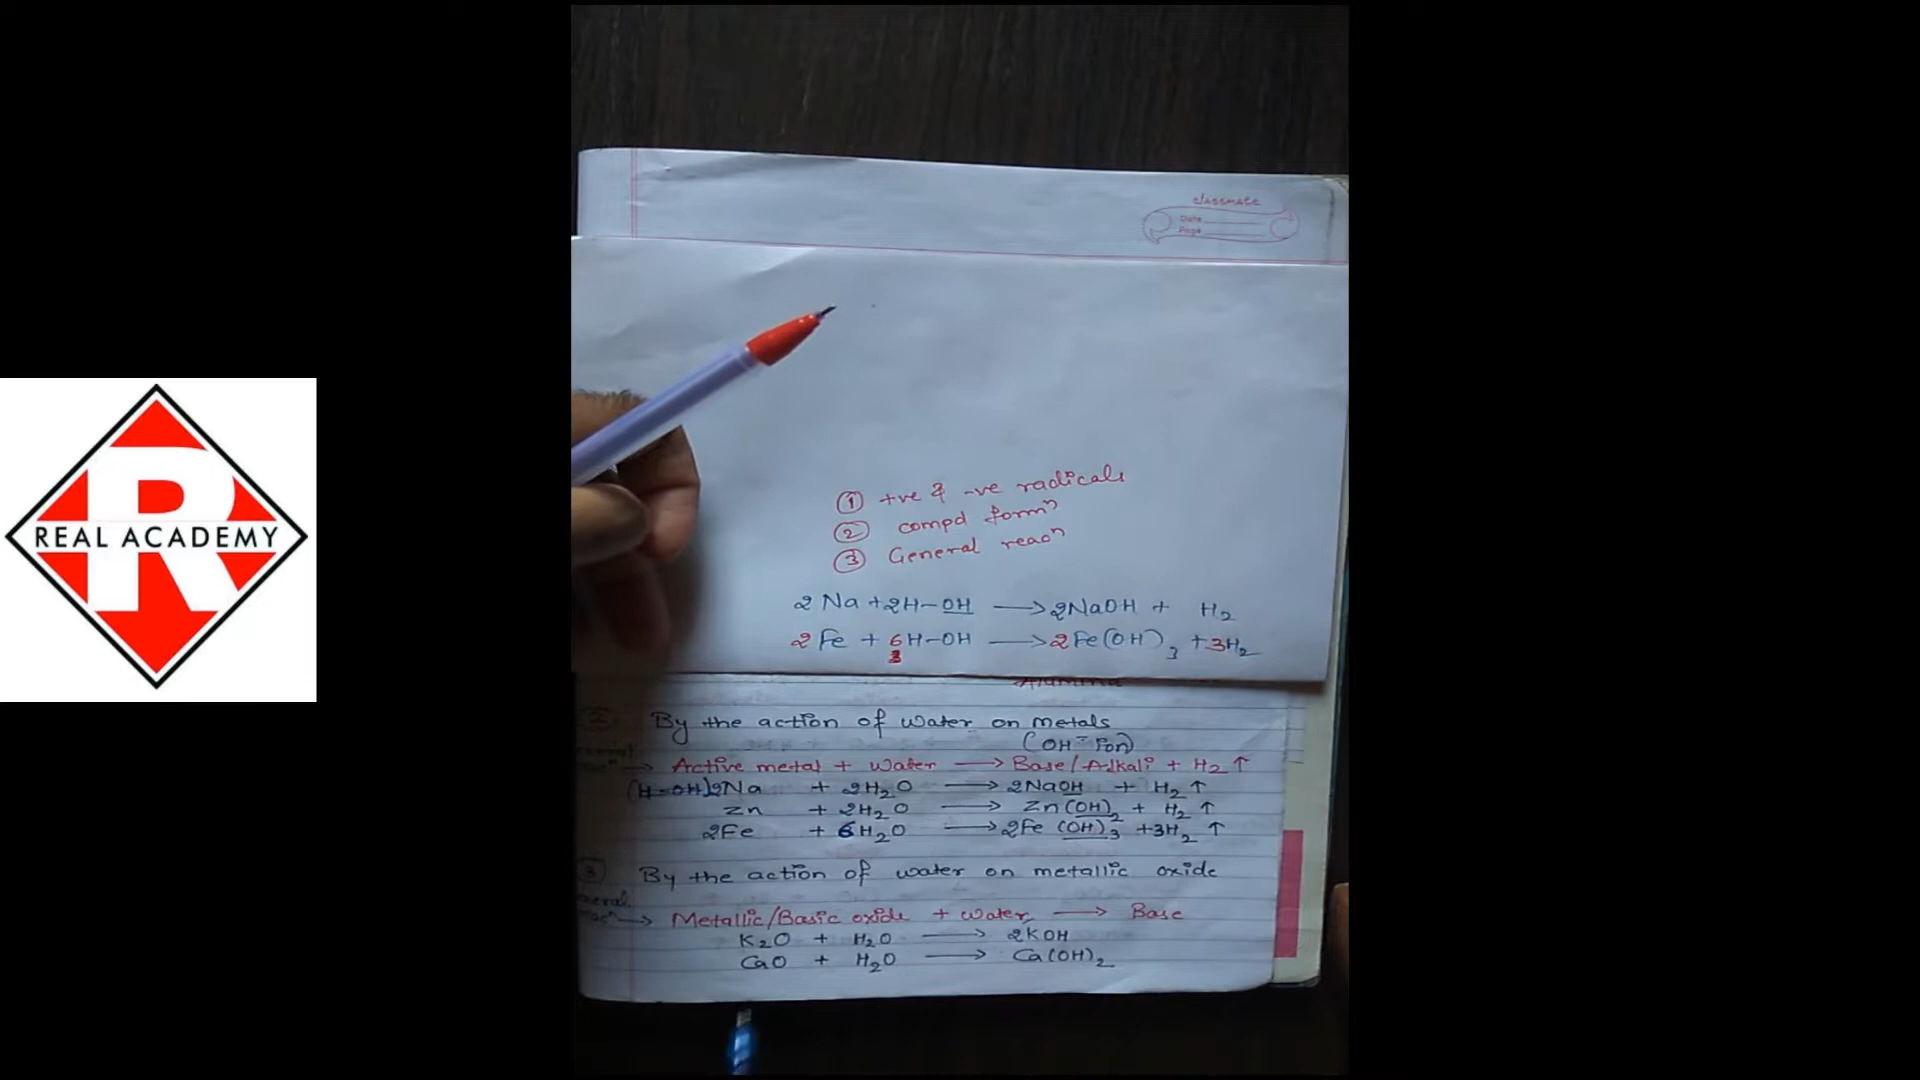 classmate
Date
Page
① +ve & -ve radicals
② compd formⁿ
③ General reacⁿ
2Na + 2H-OH ⟶ 2NaOH + H₂
2Fe + 6H-OH ⟶ 2Fe(OH)₃ + 3H₂
3
REAL ACADEMY
By the action of water on metals
(OH⁻ ion)
Active metal + water ⟶ Base/Alkali + H₂↑
(H-OH) 2Na + 2H₂O ⟶ 2NaOH + H₂↑
Zn + 2H₂O ⟶ Zn(OH)₂ + H₂↑
2Fe + 6H₂O ⟶ 2Fe(OH)₃ + 3H₂↑
③ By the action of water on metallic oxide
Metallic/Basic oxide + water ⟶ Base
K₂O + H₂O ⟶ 2KOH
CaO + H₂O ⟶ Ca(OH)₂